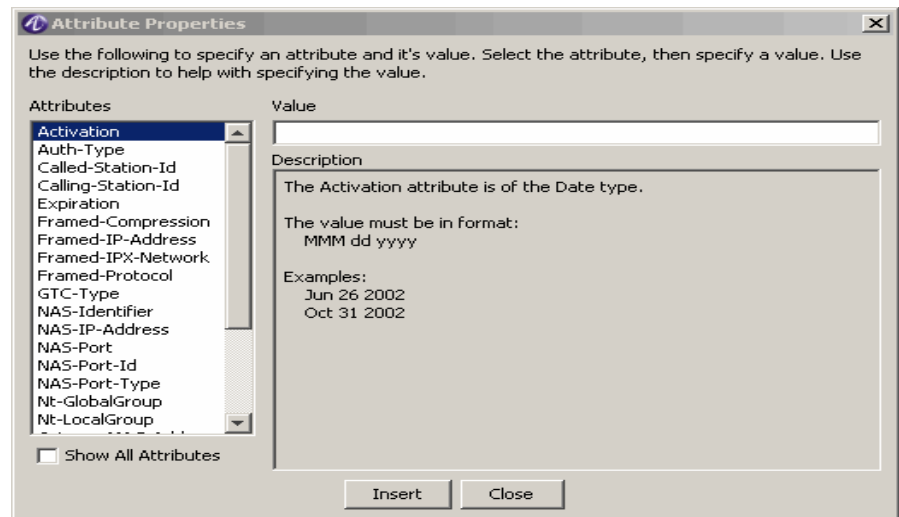 Attribute Properties
Use the following to specify an attribute and it's value. Select the attribute, then specify a value. Use
the description to help with specifying the value.
Attributes
Activation
Auth-Type
Called-Station-Id
Calling-Station-Id
Expiration
Framed-Compression
Framed-IP-Address
Framed-IPX-Network
Framed-Protocol
GTC-Type
NAS-Identifier
NAS-IP-Address
NAS-Port
NAS-Port-Id
NAS-Port-Type
Nt-GlobalGroup
Nt-LocalGroup
Show All Attributes
Value
Description
The Activation attribute is of the Date type.
The value must be in format:
MMM dd yyyy
Examples:
Jun 26 2002
Oct 31 2002
Insert
Close